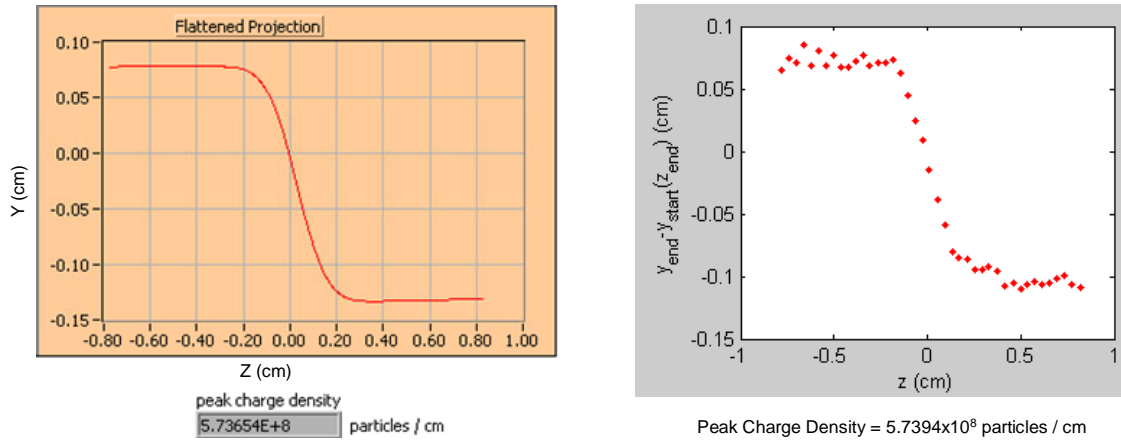 Flattened Projection
0.10
0.05
0.00
-0.05
-0.10
-0.15
Y (cm)
-0.80 -0.60 -0.40 -0.20 0.00 0.20 0.40 0.60 0.80 1.00
Z (cm)
peak charge density
5.73654E+8 particles / cm
0.1
0.05
0
-0.05
-0.1
-0.15
y_end-y_start(z_end) (cm)
-1 -0.5 0 0.5 1
z (cm)
Peak Charge Density = 5.7394x10⁸ particles / cm